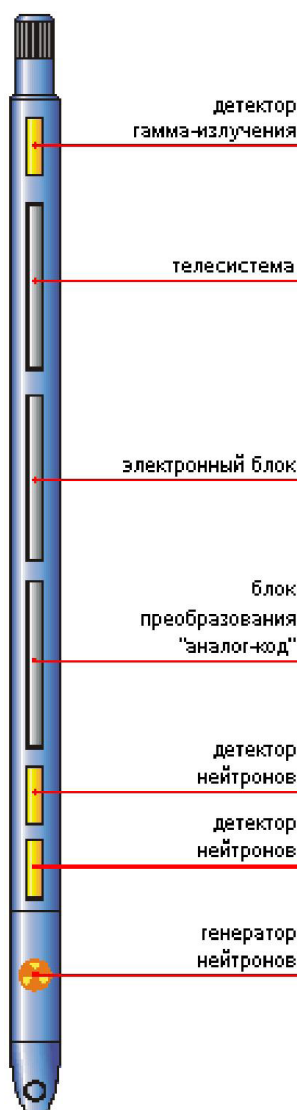 детектор
гамма-излучения
телесистема
электронный блок
блок
преобразования
"аналог-код"
детектор
нейтронов
детектор
нейтронов
генератор
нейтронов